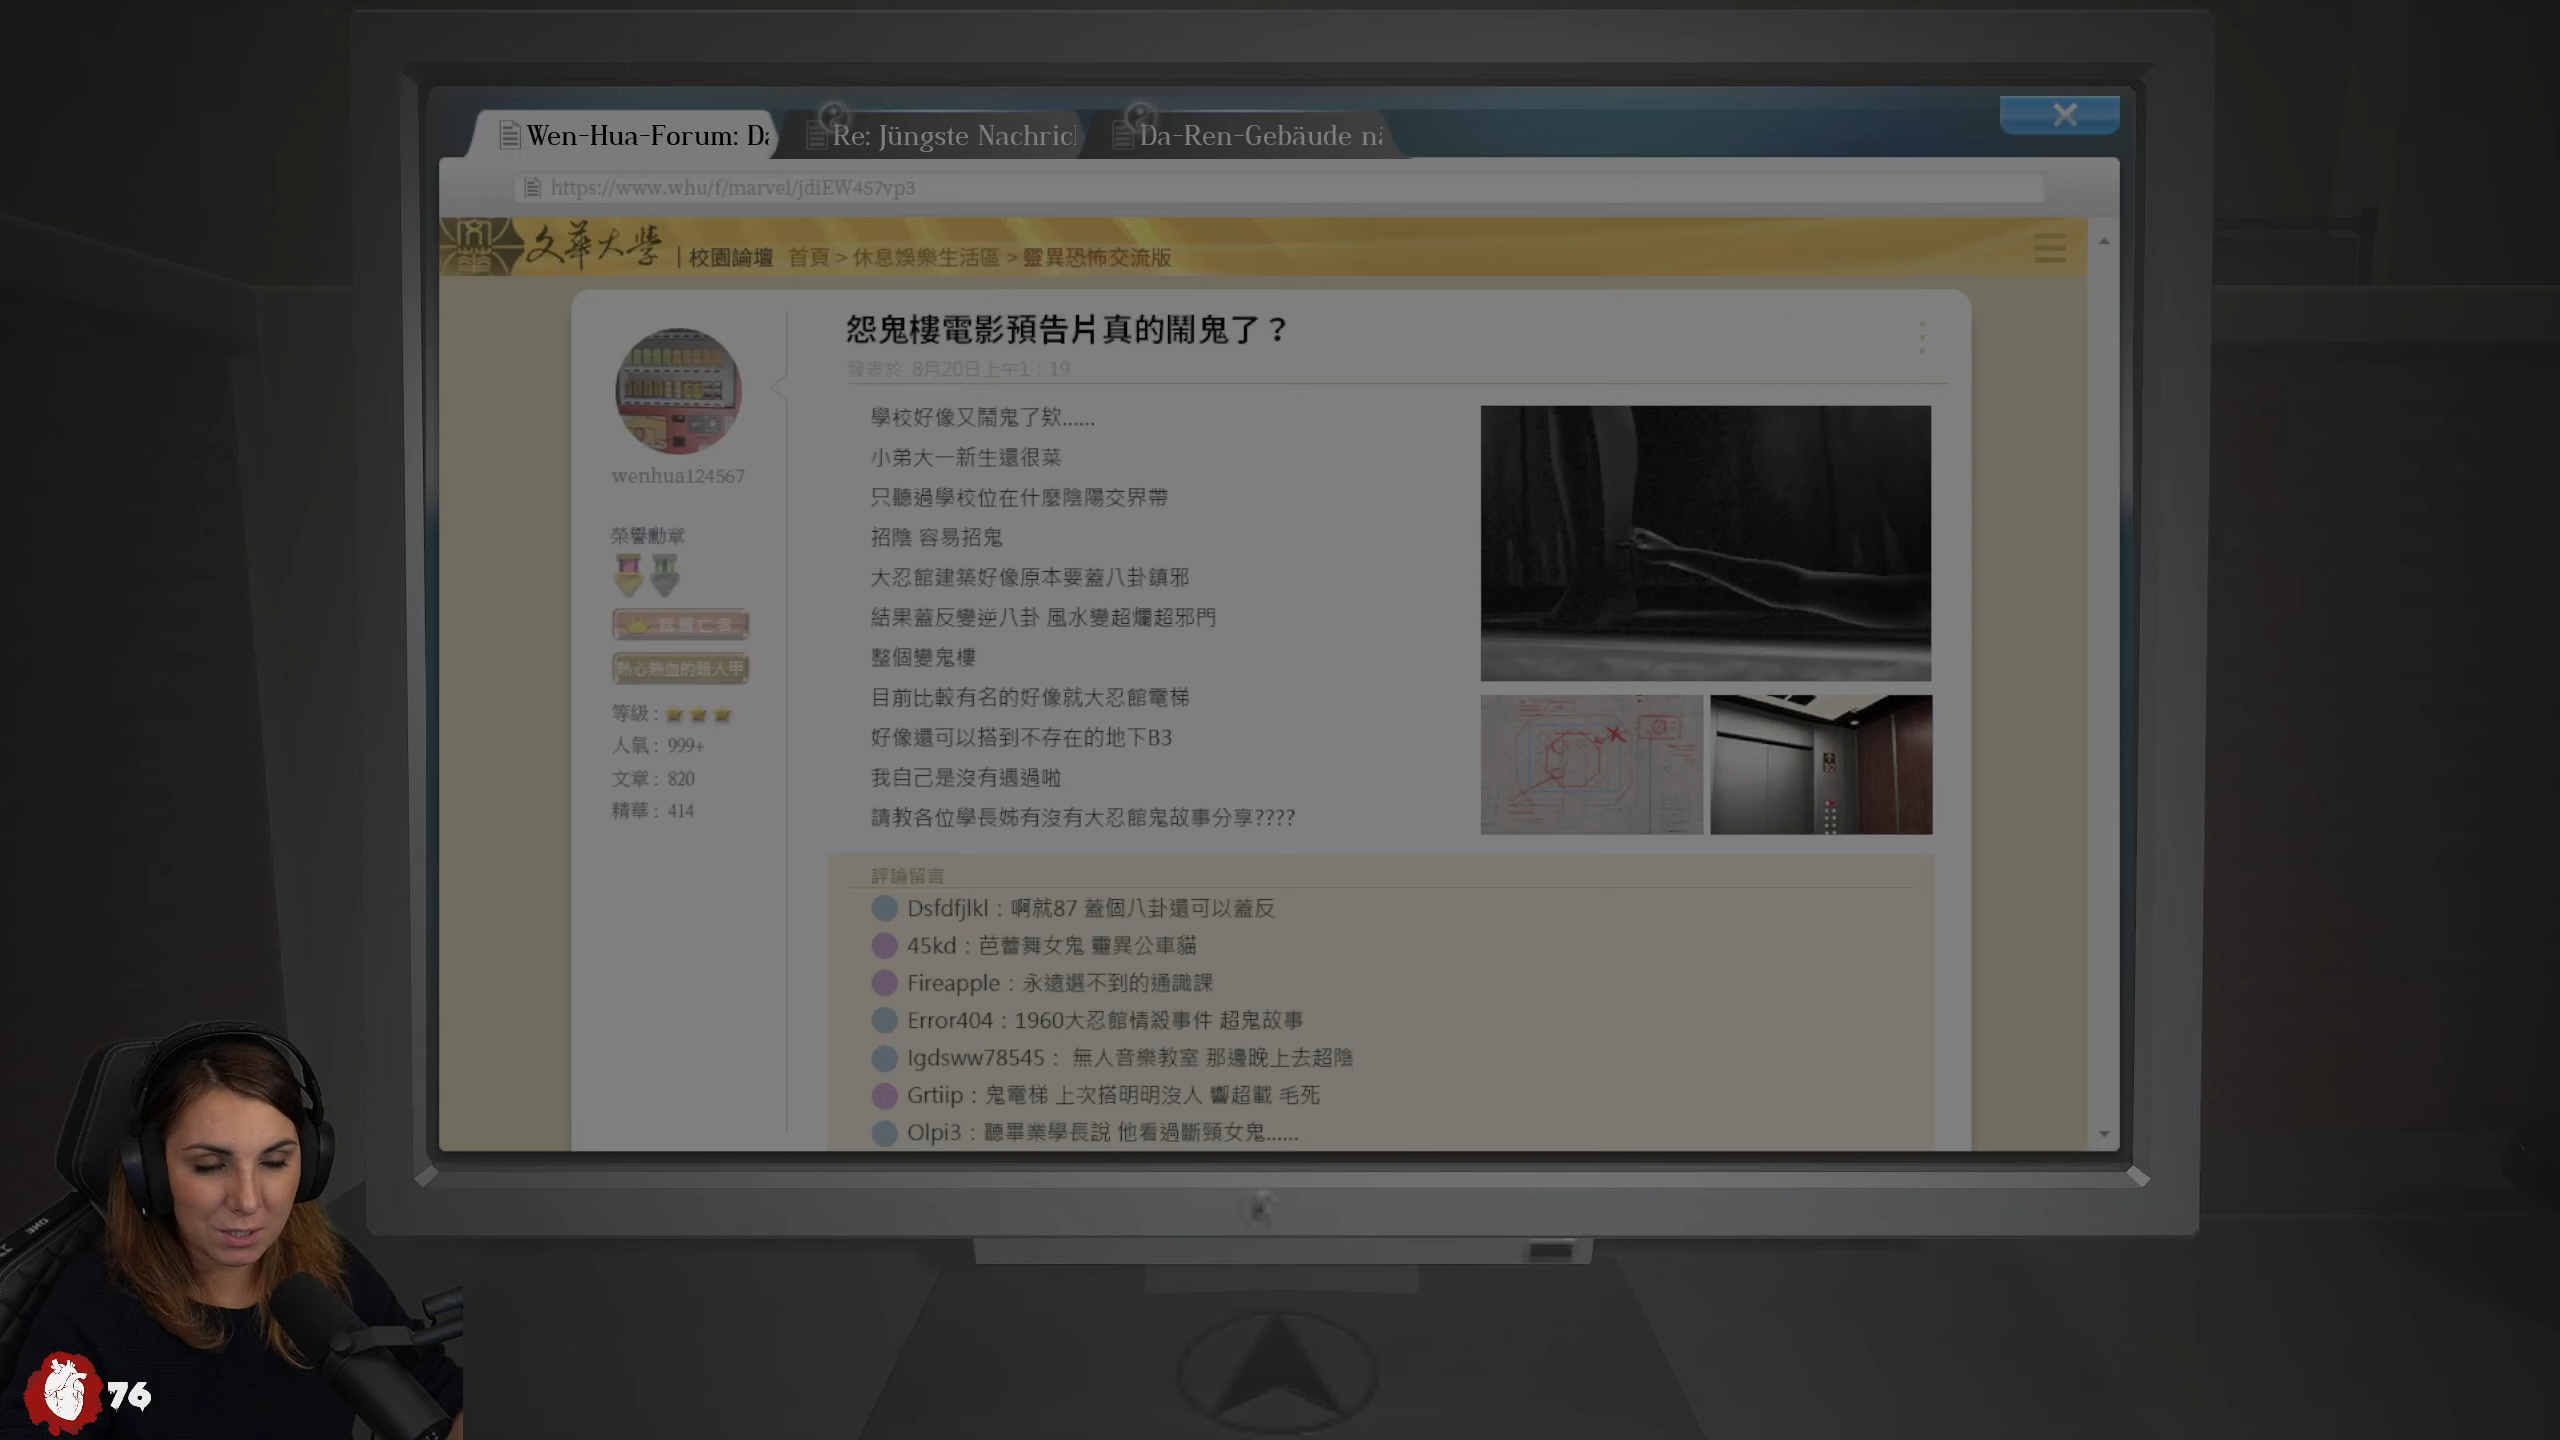 Wen-Hua-Forum: Da
Re: Jüngste Nachric
Da-Ren-Gebäude nä
https://www.whu/f/marvel/jdiEW457vp3
文華大學 | 校園論壇 首頁 > 休息娛樂生活區 > 靈異恐怖交流版
怨鬼樓電影預告片真的鬧鬼了？
發表於 8月20日上午1：19
wenhua124567
榮譽勳章
話題亡者
熱心熱血的路人甲
等級：
人氣：999+
文章：820
精華：414
學校好像又鬧鬼了欸......
小弟大一新生還很菜
只聽過學校位在什麼陰陽交界帶
招陰 容易招鬼
大忍館建築好像原本要蓋八卦鎮邪
結果蓋反變逆八卦 風水變超爛超邪門
整個變鬼樓
目前比較有名的好像就大忍館電梯
好像還可以搭到不存在的地下B3
我自己是沒有遇過啦
請教各位學長姊有沒有大忍館鬼故事分享????
評論留言
Dsfdfjlkl：啊就87 蓋個八卦還可以蓋反
45kd：芭蕾舞女鬼 靈異公車貓
Fireapple：永遠選不到的通識課
Error404：1960大忍館情殺事件 超鬼故事
Igdsww78545： 無人音樂教室 那邊晚上去超陰
Grtiip：鬼電梯 上次搭明明沒人 響超載 毛死
Olpi3：聽畢業學長說 他看過斷頸女鬼......
76